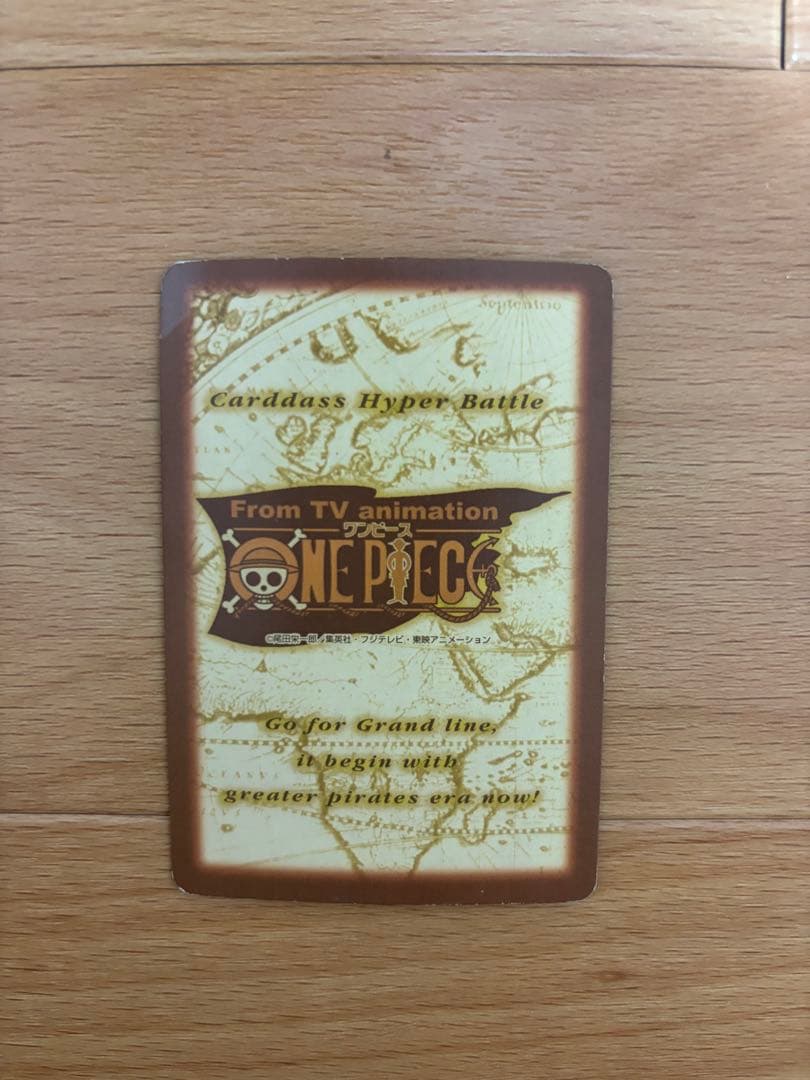 Septentrio
Carddass Hyper Battle
From TV animation
ワンピース
ONE PIECE
©尾田栄一郎/集英社・フジテレビ・東映アニメーション
Go for Grand line,
it begin with
greater pirates era now!